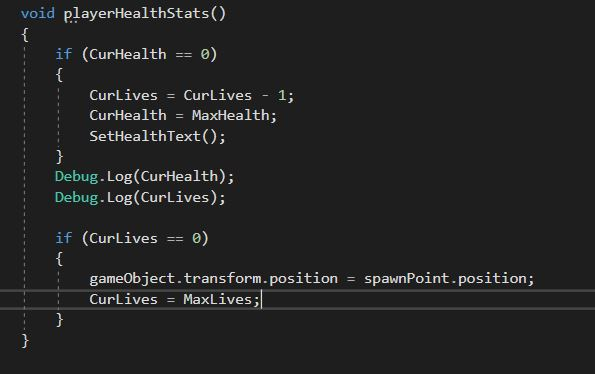 void playerHealthStats()
{
    if (CurHealth == 0)
    {
        CurLives = CurLives - 1;
        CurHealth = MaxHealth;
        SetHealthText();
    }
    Debug.Log(CurHealth);
    Debug.Log(CurLives);

    if (CurLives == 0)
    {
        gameObject.transform.position = spawnPoint.position;
        CurLives = MaxLives;
    }
}